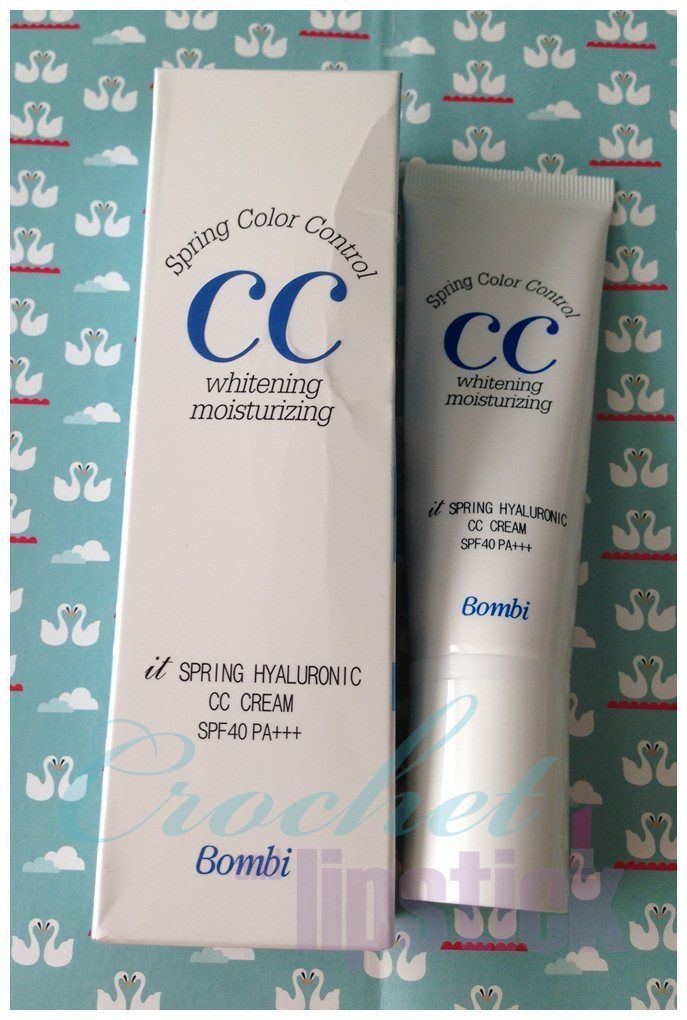 Spring Color Control
CC
whitening
moisturizing
it SPRING HYALURONIC
CC CREAM
SPF40 PA+++
Bombi
Spring Color Control
CC
whitening
moisturizing
it SPRING HYALURONIC
CC CREAM
SPF40 PA+++
Bombi
Crochet
and lipstick